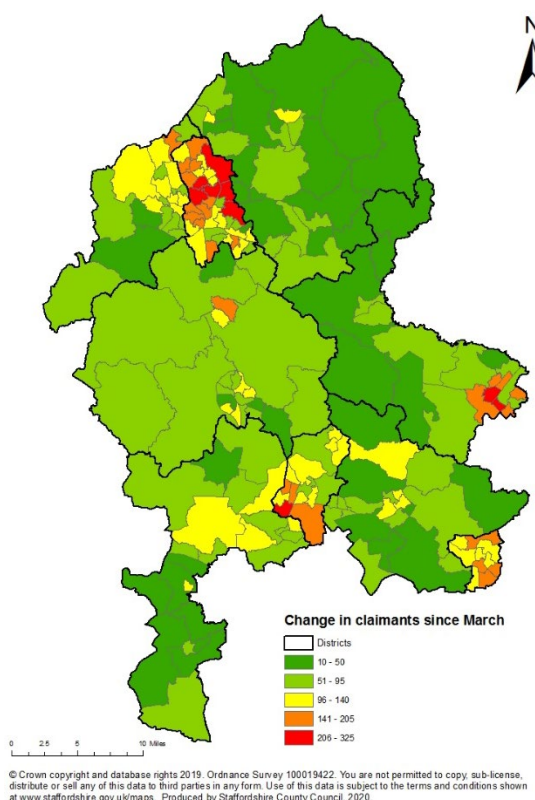 N
Change in claimants since March
Districts
10 - 50
51 - 95
96 - 140
141 - 205
206 - 325
0 2.5 5 10 Miles
© Crown copyright and database rights 2019. Ordnance Survey 100019422. You are not permitted to copy, sub-license,
distribute or sell any of this data to third parties in any form. Use of this data is subject to the terms and conditions shown
at www.staffordshire.gov.uk/maps. Produced by Staffordshire County Council, 2020.